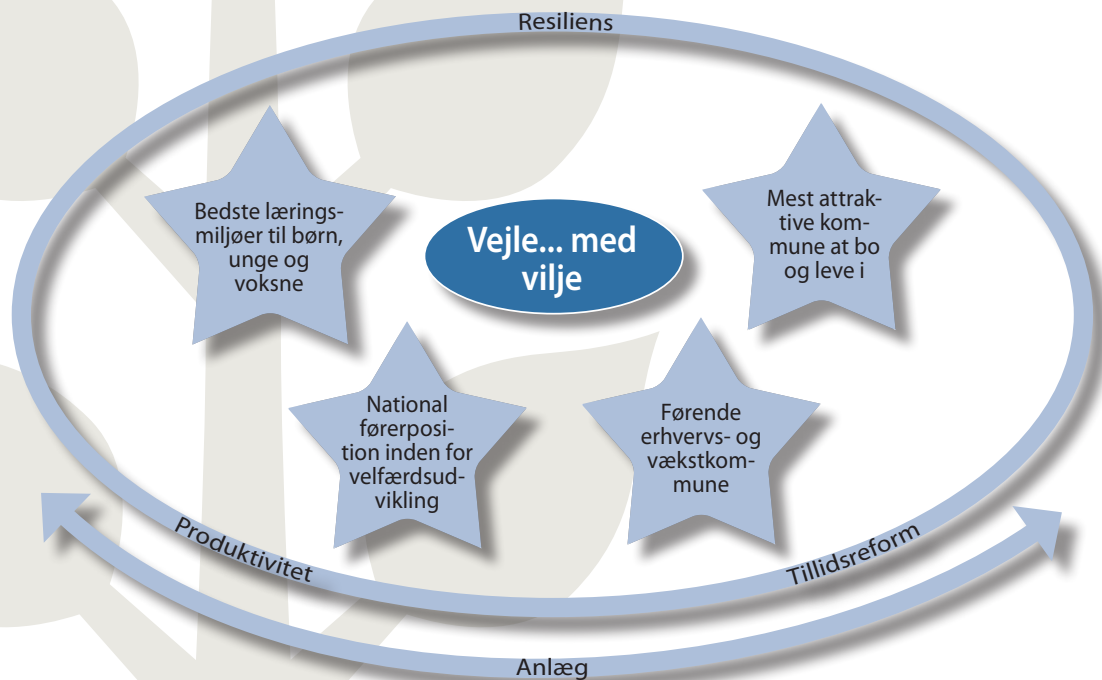 Resiliens
Bedste lærings-
miljøer til børn,
unge og
voksne
Vejle... med
vilje
Mest attrak-
tive kom-
mune at bo
og leve i
National
førerposi-
tion inden for
velfærdsud-
vikling
Førende
erhvervs- og
vækstkom-
mune
Produktivitet
Tillidsreform
Anlæg